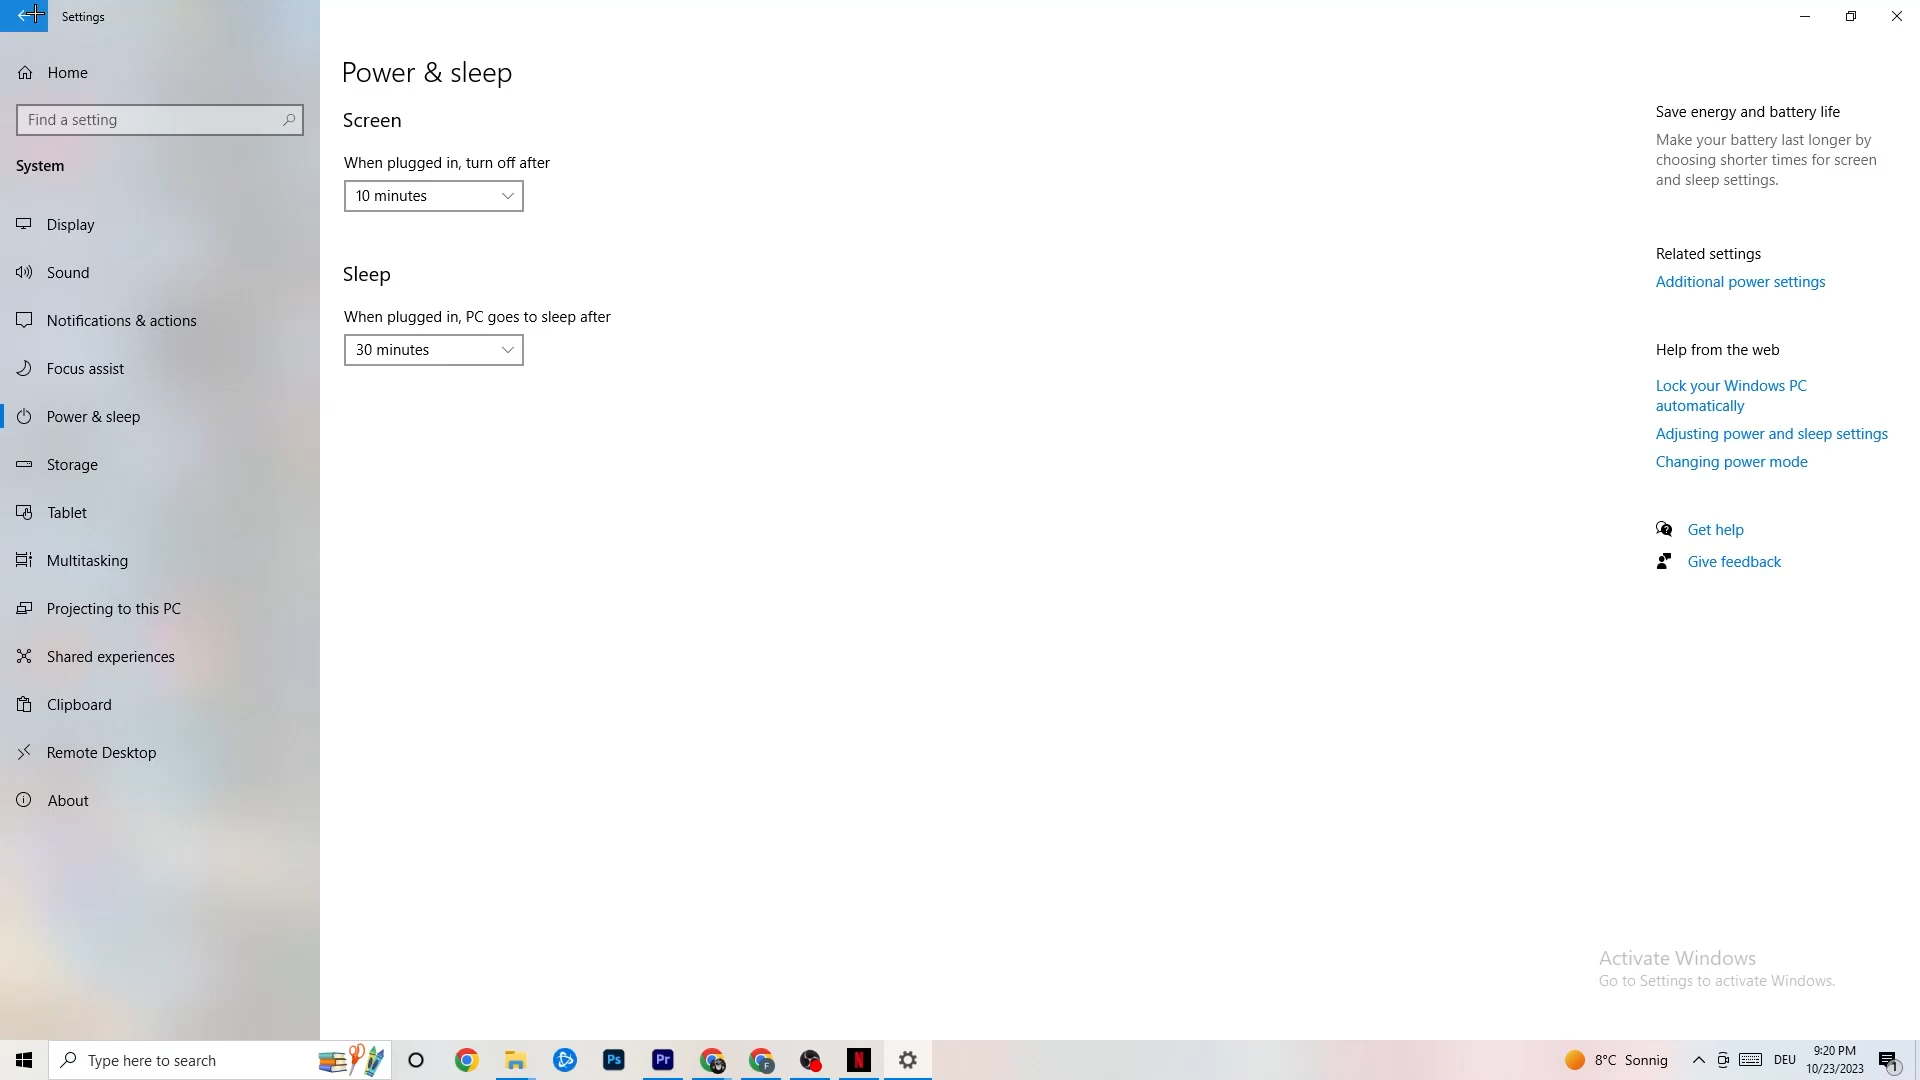 Settings
Home
Find a setting
System
Display
Sound
Notifications & actions
Focus assist
Power & sleep
Storage
Tablet
Multitasking
Projecting to this PC
Shared experiences
Clipboard
Remote Desktop
About
Power & sleep
Screen
When plugged in, turn off after
10 minutes
Sleep
When plugged in, PC goes to sleep after
30 minutes
Save energy and battery life
Make your battery last longer by
choosing shorter times for screen
and sleep settings.
Related settings
Additional power settings
Help from the web
Lock your Windows PC
automatically
Adjusting power and sleep settings
Changing power mode
Get help
Give feedback
Activate Windows
Go to Settings to activate Windows.
Type here to search
Ps
Pr
F
N
8°C Sonnig
DEU
9:20 PM
10/23/2023
1